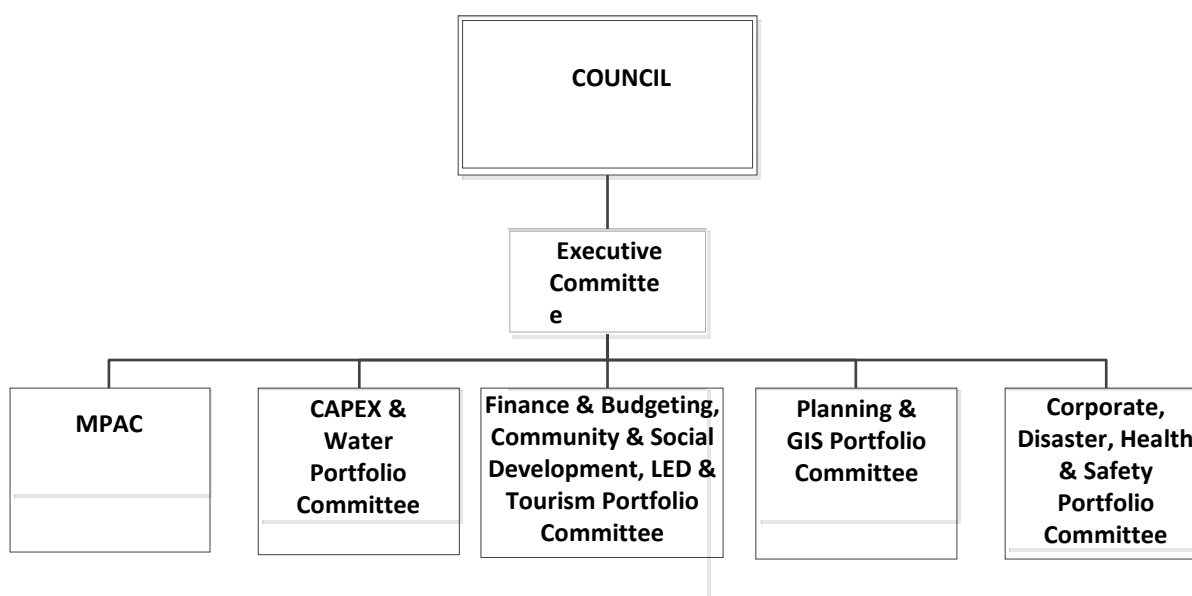 COUNCIL
Executive
Committe
e
MPAC
CAPEX &
Water
Portfolio
Committee
Finance & Budgeting,
Community & Social
Development, LED &
Tourism Portfolio
Committee
Planning &
GIS Portfolio
Committee
Corporate,
Disaster, Health
& Safety
Portfolio
Committee